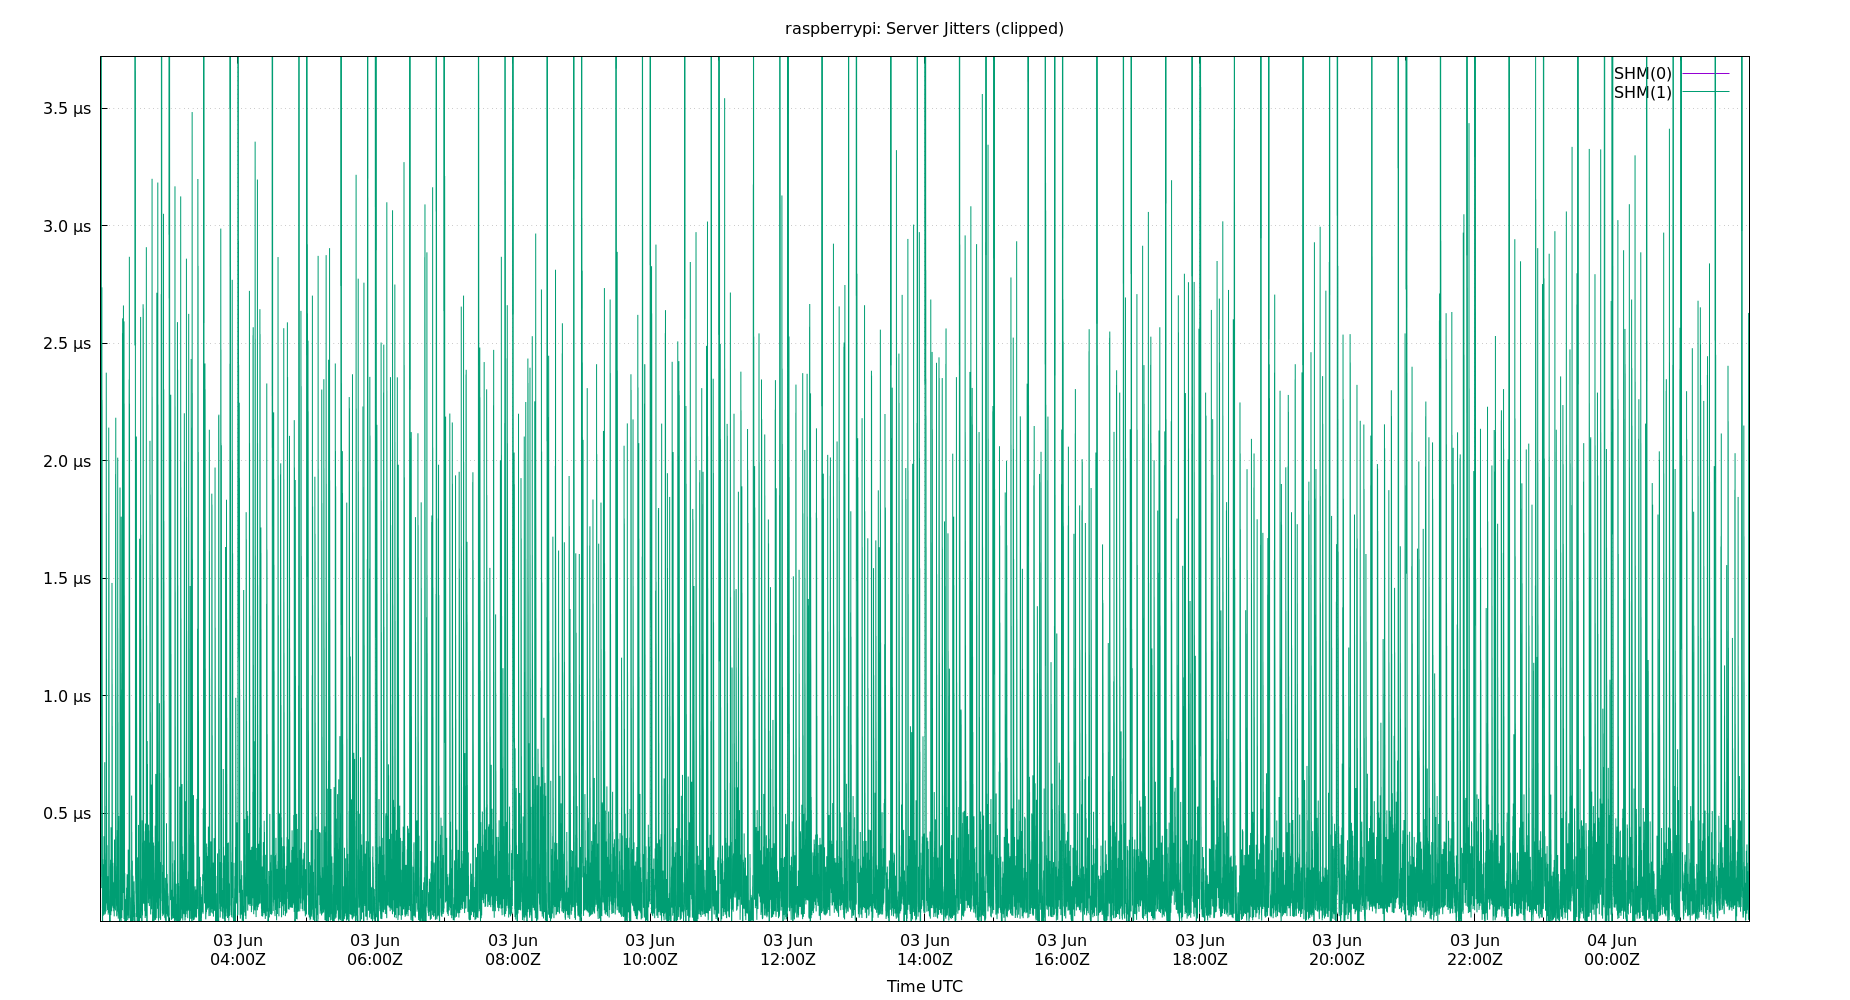 raspberrypi: Server Jitters (clipped)
SHM(0)
SHM(1)
3.5 µs
3.0 µs
2.5 µs
2.0 µs
1.5 µs
1.0 µs
0.5 µs
03 Jun 03 Jun 03 Jun 03 Jun 03 Jun 03 Jun 03 Jun 03 Jun 03 Jun 03 Jun 04 Jun
04:00Z 06:00Z 08:00Z 10:00Z 12:00Z 14:00Z 16:00Z 18:00Z 20:00Z 22:00Z 00:00Z
Time UTC